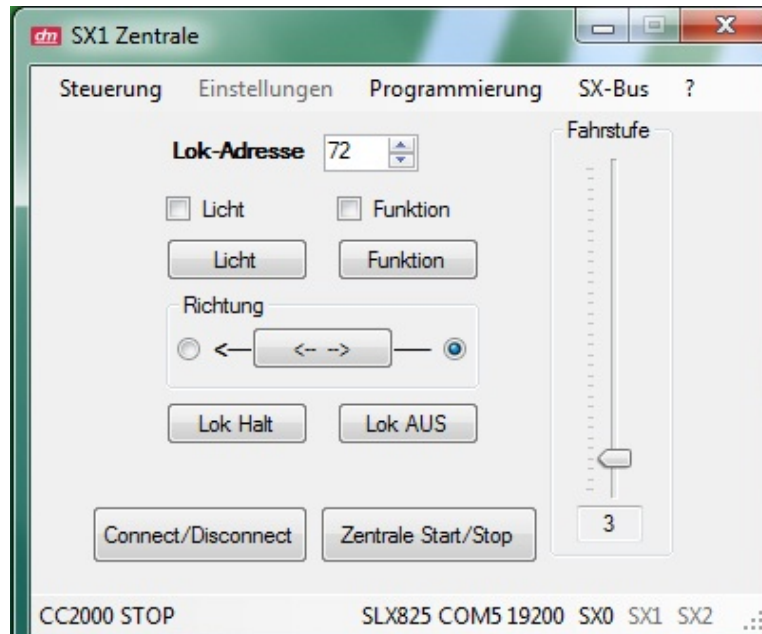 dm SX1 Zentrale
Steuerung Einstellungen Programmierung SX-Bus ?
Lok-Adresse 72
Fahrstufe
Licht Funktion
Licht Funktion
Richtung
<— <-- --> —
Lok Halt Lok AUS
3
Connect/Disconnect Zentrale Start/Stop
CC2000 STOP SLX825 COM5 19200 SX0 SX1 SX2